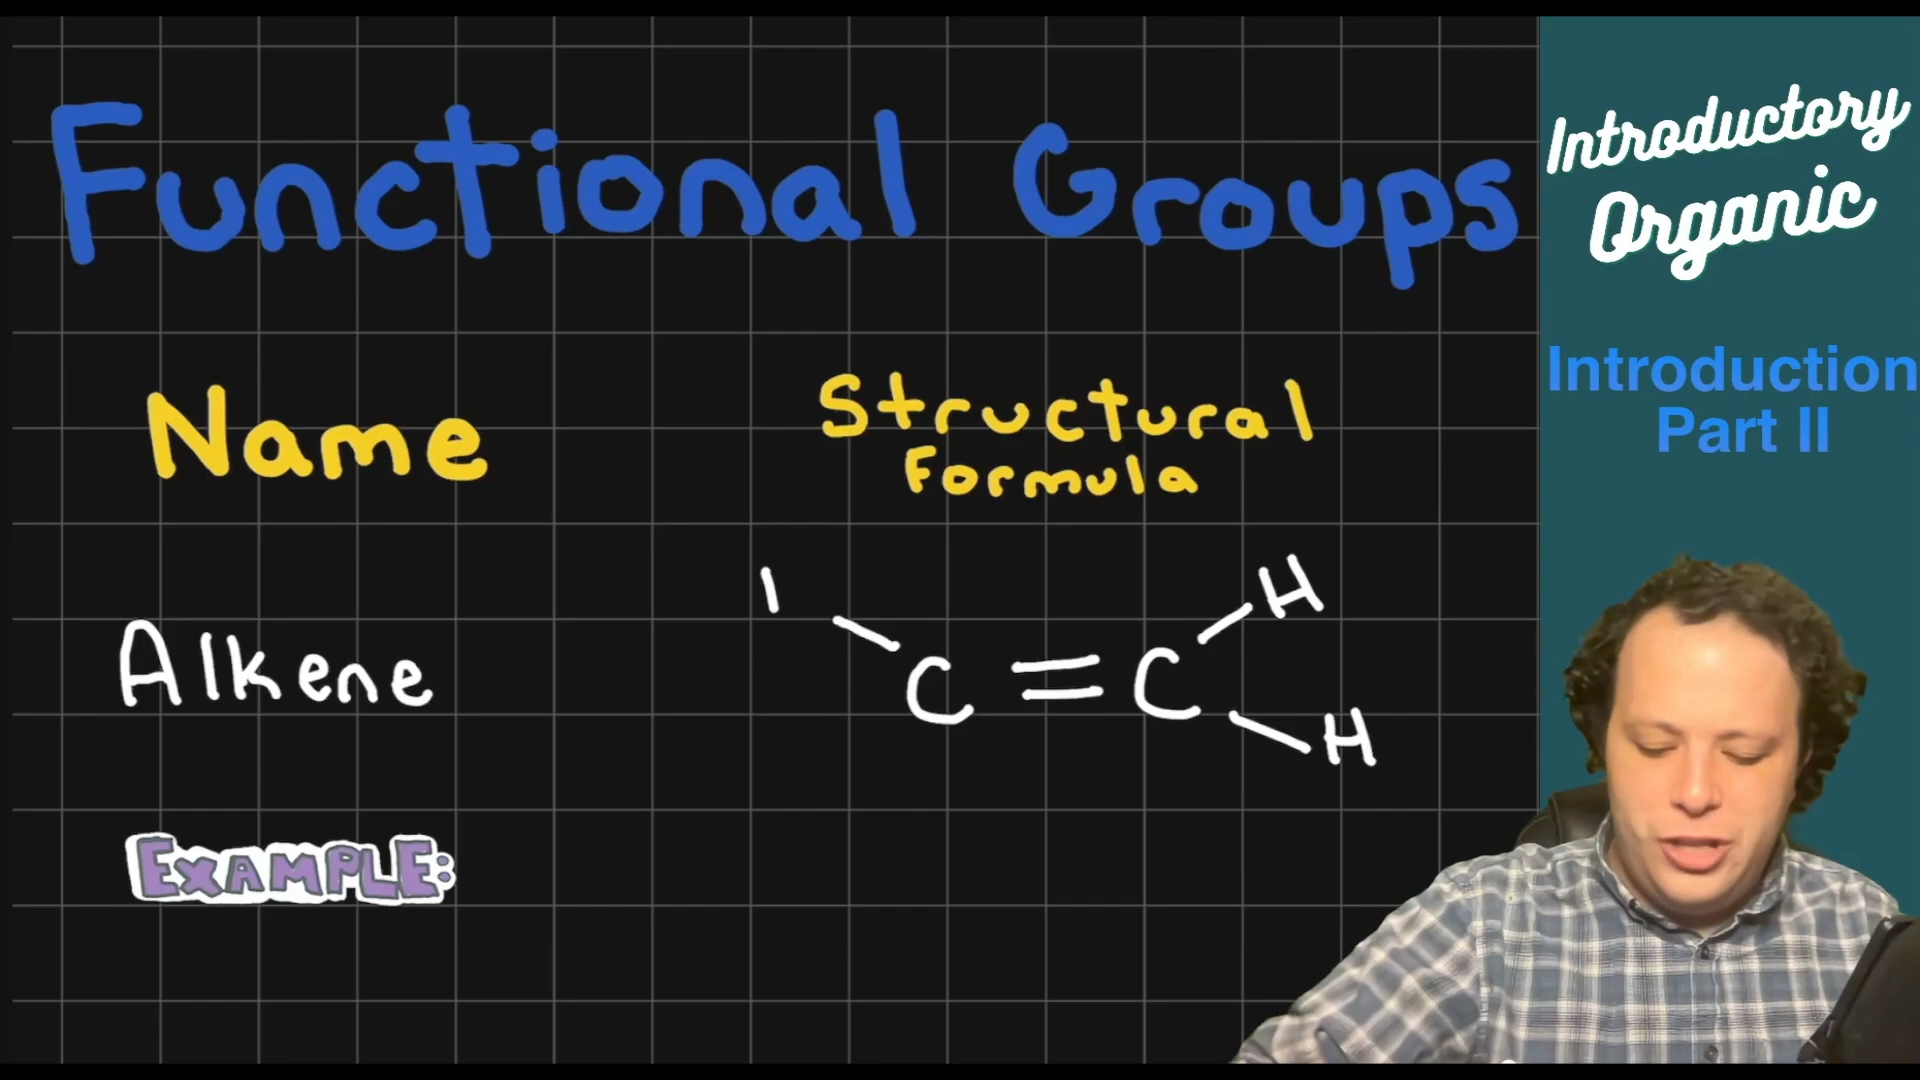 Functional Groups
Introductory
Organic
Introduction
Part II
Name
Structural
Formula
Alkene
C = C
H
H
EXAMPLE: